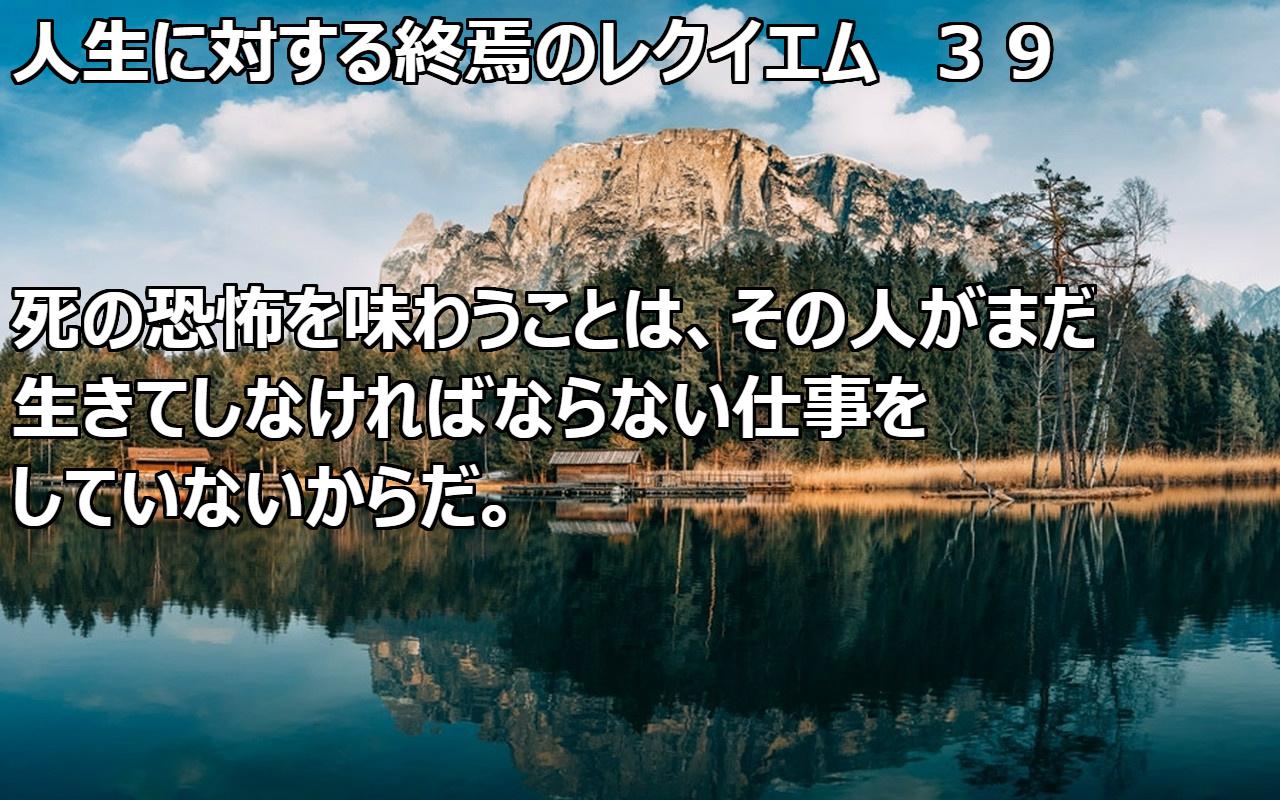 人生に対する終焉のレクイエム　３９
死の恐怖を味わうことは、その人がまだ
生きてしなければならない仕事を
していないからだ。